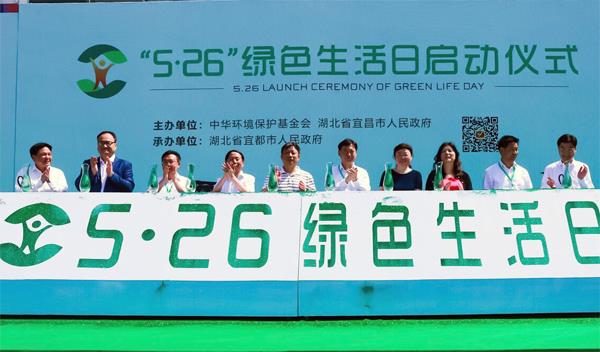 “5·26”绿色生活日启动仪式
5.26 LAUNCH CEREMONY OF GREEN LIFE DAY
主办单位：中华环境保护基金会 湖北省宜昌市人民政府
承办单位：湖北省宜都市人民政府
5·26 绿色生活日